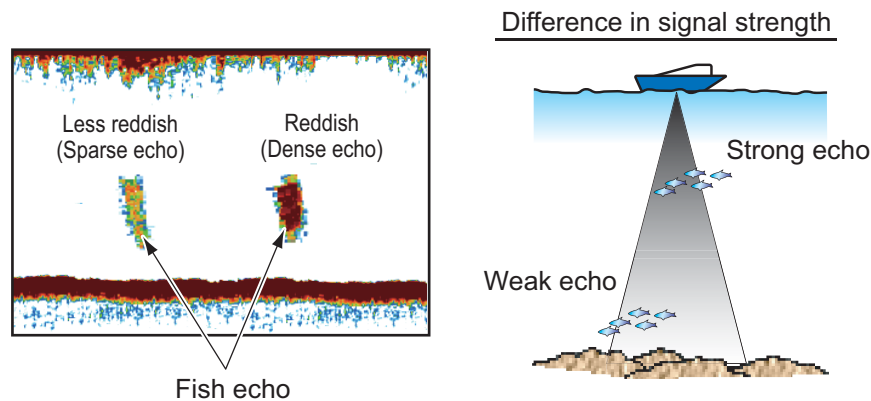 Less reddish
(Sparse echo)
Reddish
(Dense echo)
Fish echo
Difference in signal strength
Strong echo
Weak echo